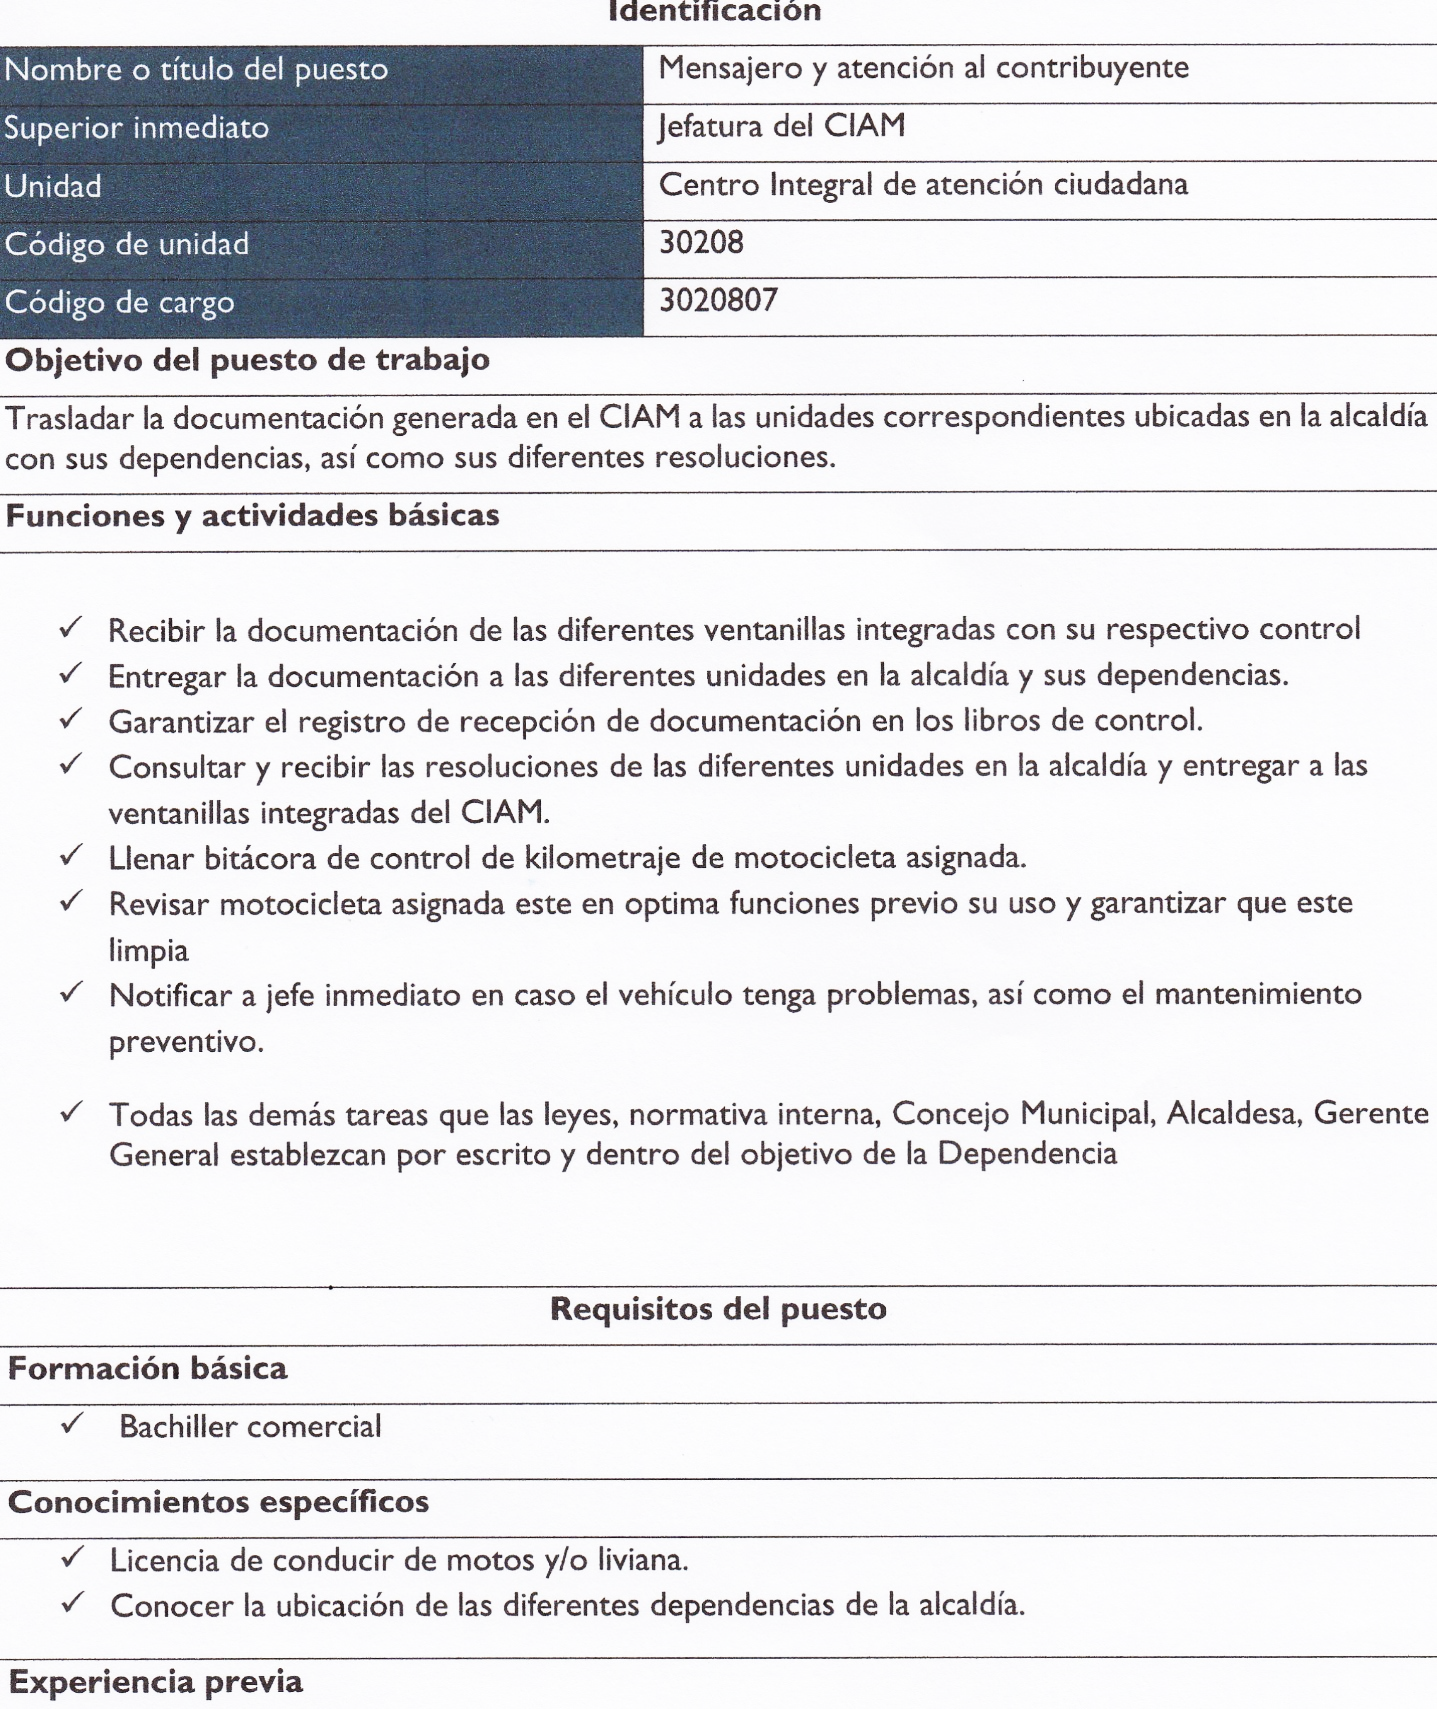 Identificación
Nombre o título del puesto Mensajero y atención al contribuyente
Superior inmediato Jefatura del CIAM
Unidad Centro Integral de atención ciudadana
Código de unidad 30208
Código de cargo 3020807
Objetivo del puesto de trabajo
Trasladar la documentación generada en el CIAM a las unidades correspondientes ubicadas en la alcaldía
con sus dependencias, así como sus diferentes resoluciones.
Funciones y actividades básicas
✓ Recibir la documentación de las diferentes ventanillas integradas con su respectivo control
✓ Entregar la documentación a las diferentes unidades en la alcaldía y sus dependencias.
✓ Garantizar el registro de recepción de documentación en los libros de control.
✓ Consultar y recibir las resoluciones de las diferentes unidades en la alcaldía y entregar a las
ventanillas integradas del CIAM.
✓ Llenar bitácora de control de kilometraje de motocicleta asignada.
✓ Revisar motocicleta asignada este en optima funciones previo su uso y garantizar que este
limpia
✓ Notificar a jefe inmediato en caso el vehículo tenga problemas, así como el mantenimiento
preventivo.
✓ Todas las demás tareas que las leyes, normativa interna, Concejo Municipal, Alcaldesa, Gerente
General establezcan por escrito y dentro del objetivo de la Dependencia
Requisitos del puesto
Formación básica
✓ Bachiller comercial
Conocimientos específicos
✓ Licencia de conducir de motos y/o liviana.
✓ Conocer la ubicación de las diferentes dependencias de la alcaldía.
Experiencia previa